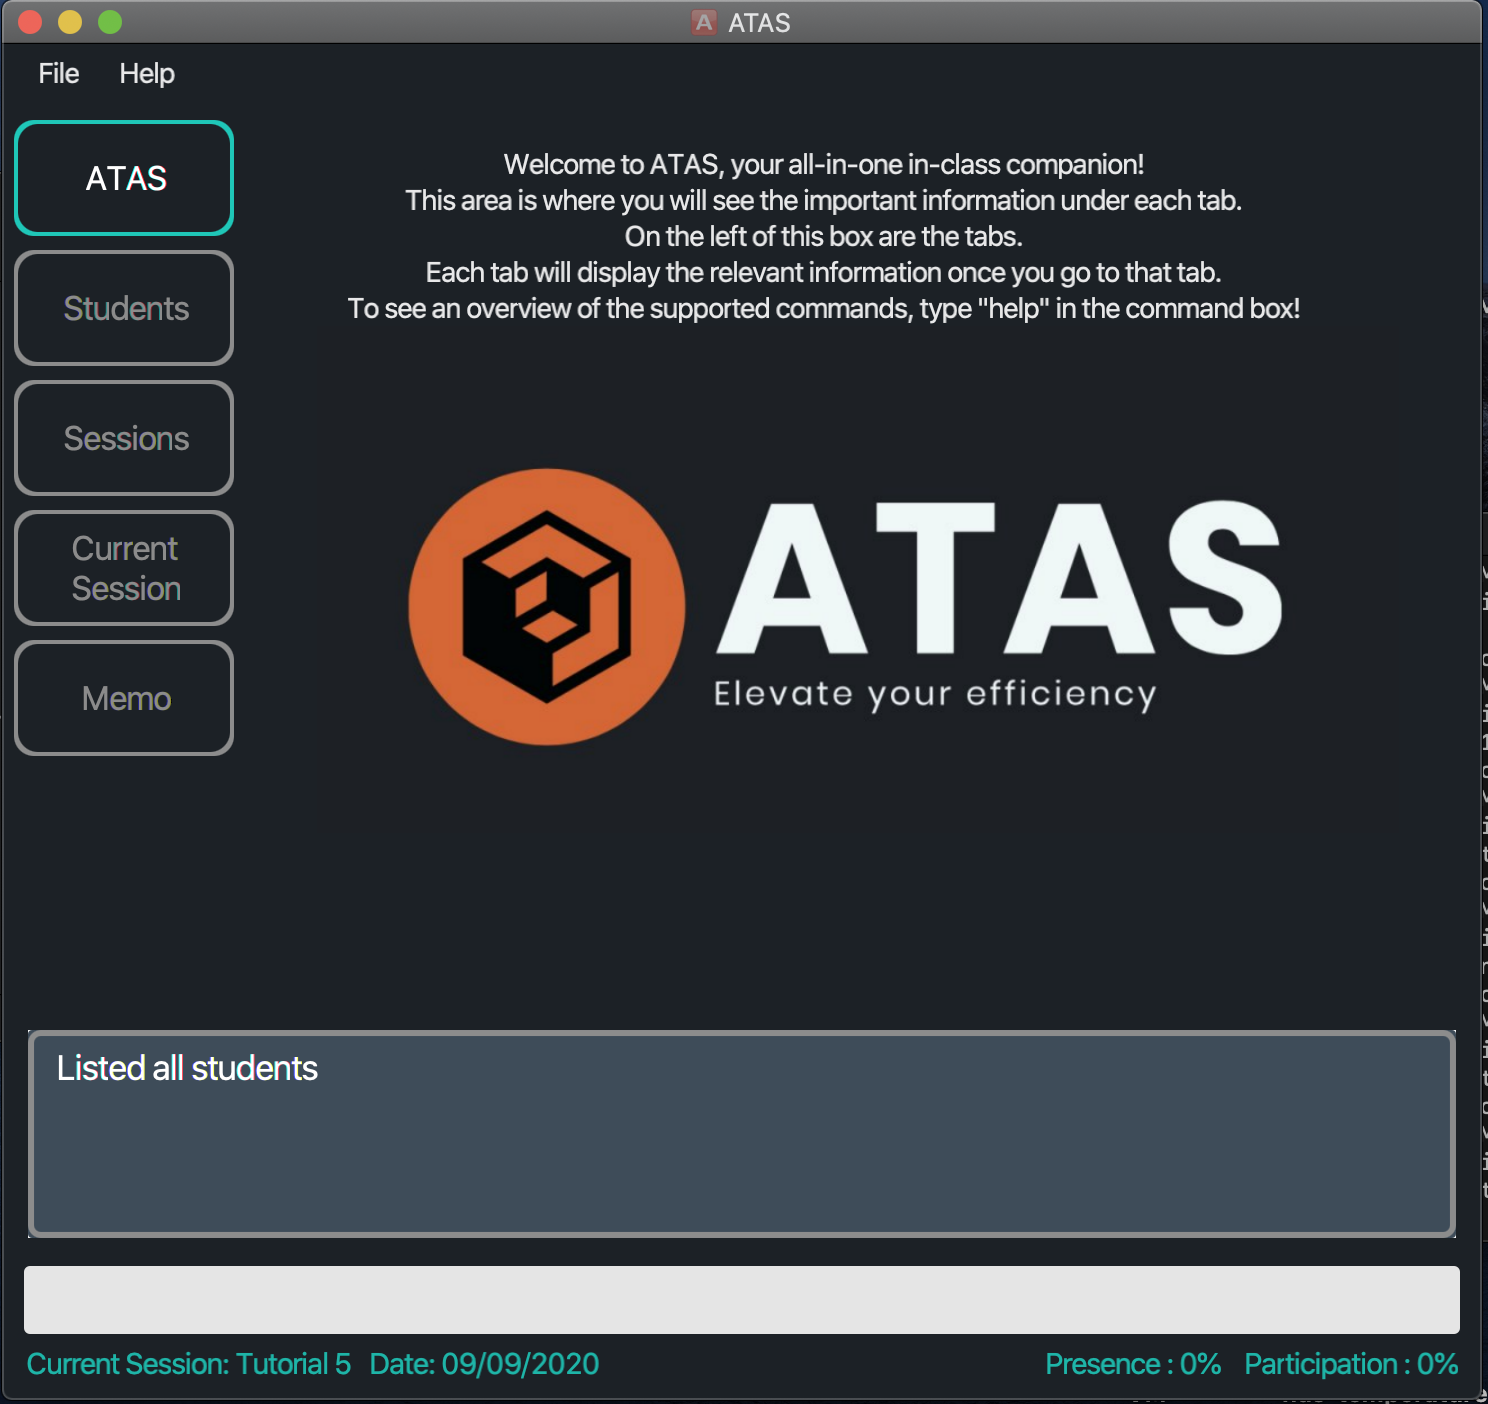 ATAS
File Help
ATAS
Students
Sessions
Current
Session
Memo
Welcome to ATAS, your all-in-one in-class companion!
This area is where you will see the important information under each tab.
On the left of this box are the tabs.
Each tab will display the relevant information once you go to that tab.
To see an overview of the supported commands, type "help" in the command box!
ATAS
Elevate your efficiency
Listed all students
Current Session: Tutorial 5 Date: 09/09/2020
Presence : 0% Participation : 0%